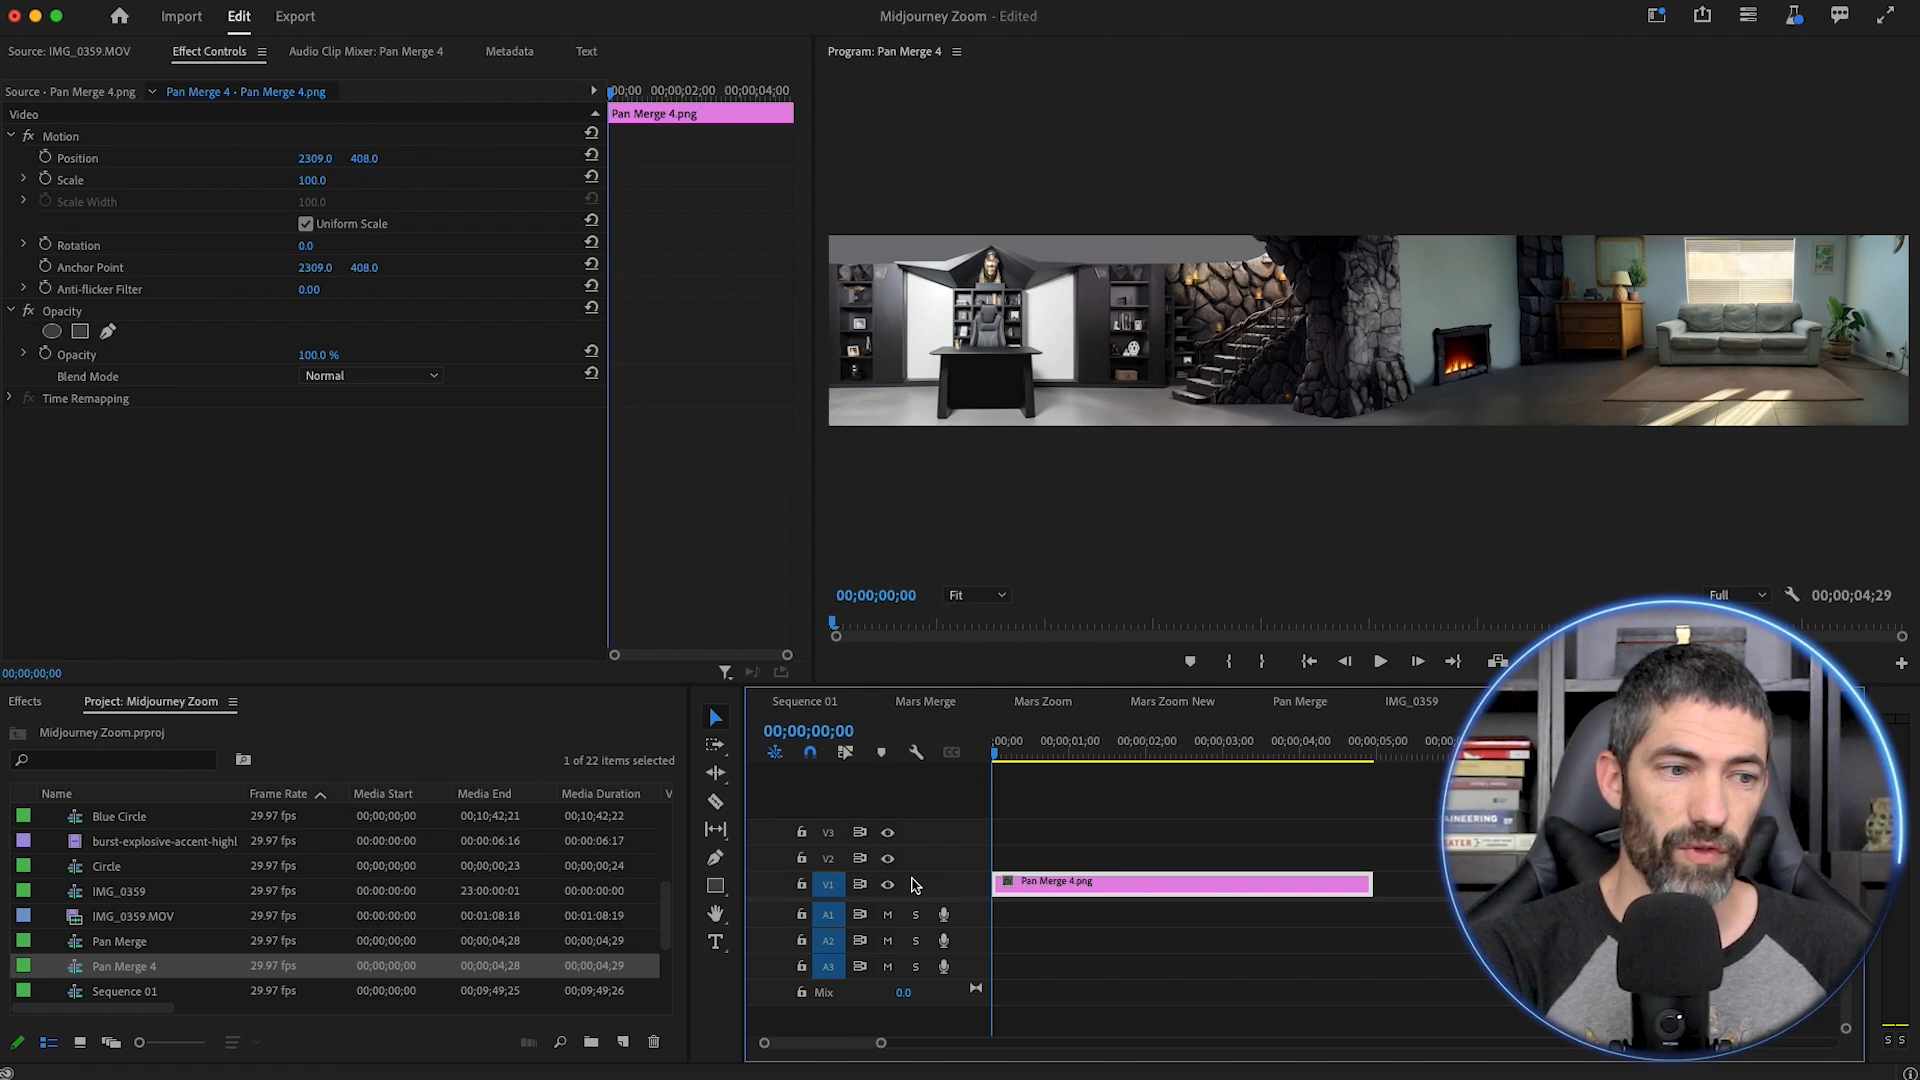 Import Edit Export
Midjourney Zoom - Edited
Source: IMG_0359.MOV Effect Controls Audio Clip Mixer: Pan Merge 4 Metadata Text
Program: Pan Merge 4
Source • Pan Merge 4.png Pan Merge 4 • Pan Merge 4.png
00;00 00;00;02;00 00;00;04;00
Video
Pan Merge 4.png
fx Motion
Position 2309.0 408.0
Scale 100.0
Scale Width 100.0
Uniform Scale
Rotation 0.0
Anchor Point 2309.0 408.0
Anti-flicker Filter 0.00
fx Opacity
Opacity 100.0 %
Blend Mode Normal
fx Time Remapping
00;00;00;00 Fit Full 00;00;04;29
00;00;00;00
Effects Project: Midjourney Zoom
Midjourney Zoom.prproj
1 of 22 items selected
Name Frame Rate Media Start Media End Media Duration V
Blue Circle 29.97 fps 00;00;00;00 00;10;42;21 00;10;42;22
burst-explosive-accent-highl 29.97 fps 00:00:00:00 00:00:06:16 00:00:06:17
Circle 29.97 fps 00;00;00;00 00;00;00;23 00;00;00;24
IMG_0359 29.97 fps 00:00:00:00 23:00:00:01 00:00:00:00
IMG_0359.MOV 29.97 fps 00:00:00:00 00:01:08:18 00:01:08:19
Pan Merge 29.97 fps 00;00;00;00 00;00;04;28 00;00;04;29
Pan Merge 4 29.97 fps 00;00;00;00 00;00;04;28 00;00;04;29
Sequence 01 29.97 fps 00;00;00;00 00;09;49;25 00;09;49;26
Sequence 01 Mars Merge Mars Zoom Mars Zoom New Pan Merge IMG_0359
00;00;00;00
;00;00 00;00;01;00 00;00;02;00 00;00;03;00 00;00;04;00 00;00;05;00
V3
V2
V1
fx Pan Merge 4.png
A1 M S
A2 M S
A3 M S
Mix 0.0
S S